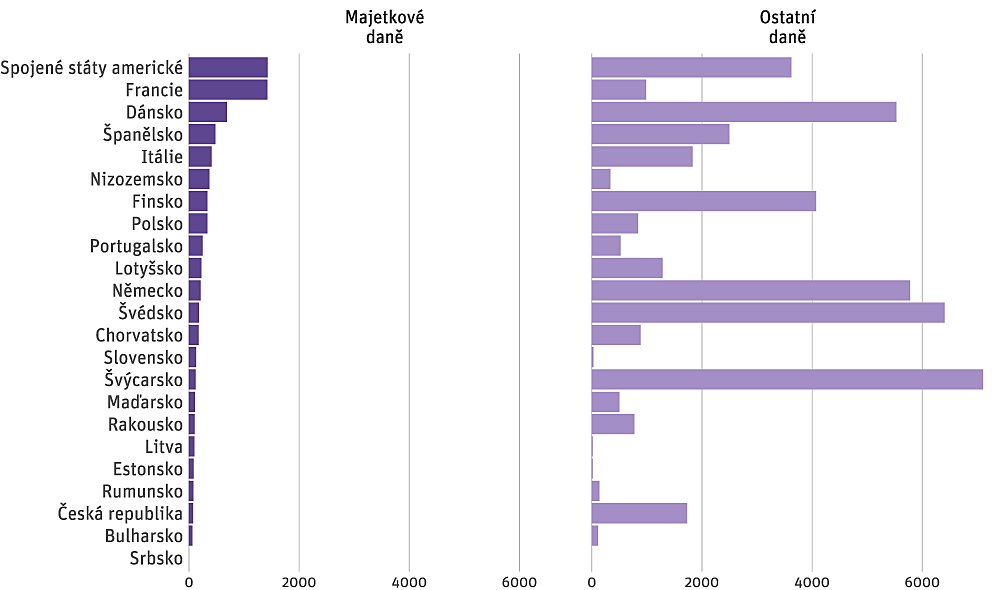 Majetkové
daně
Ostatní
daně
Spojené státy americké
Francie
Dánsko
Španělsko
Itálie
Nizozemsko
Finsko
Polsko
Portugalsko
Lotyšsko
Německo
Švédsko
Chorvatsko
Slovensko
Švýcarsko
Maďarsko
Rakousko
Litva
Estonsko
Rumunsko
Česká republika
Bulharsko
Srbsko
0 2000 4000 6000
0 2000 4000 6000